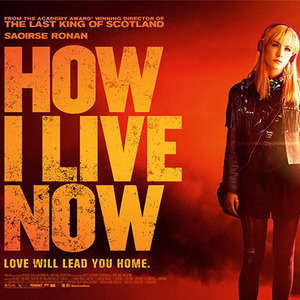 FROM THE ACADEMY AWARD® WINNING DIRECTOR OF
THE LAST KING OF SCOTLAND
SAOIRSE RONAN
HOW
I LIVE
NOW
LOVE WILL LEAD YOU HOME.